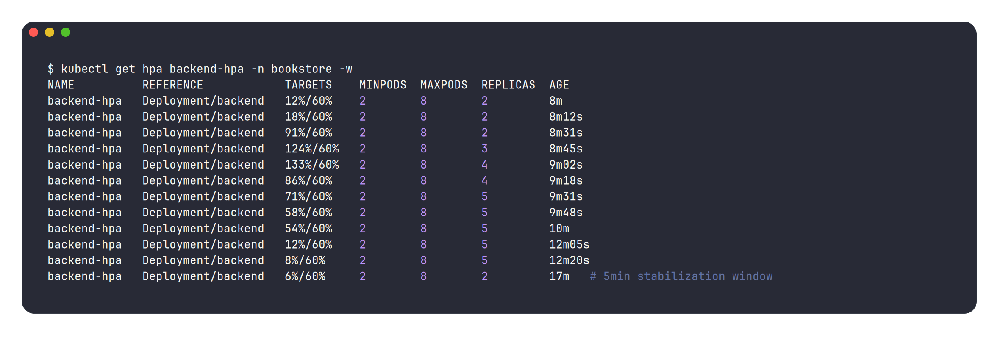 $ kubectl get hpa backend-hpa -n bookstore -w
NAME          REFERENCE            TARGETS    MINPODS  MAXPODS  REPLICAS  AGE
backend-hpa   Deployment/backend   12%/60%    2        8        2         8m
backend-hpa   Deployment/backend   18%/60%    2        8        2         8m12s
backend-hpa   Deployment/backend   91%/60%    2        8        2         8m31s
backend-hpa   Deployment/backend   124%/60%   2        8        3         8m45s
backend-hpa   Deployment/backend   133%/60%   2        8        4         9m02s
backend-hpa   Deployment/backend   86%/60%    2        8        4         9m18s
backend-hpa   Deployment/backend   71%/60%    2        8        5         9m31s
backend-hpa   Deployment/backend   58%/60%    2        8        5         9m48s
backend-hpa   Deployment/backend   54%/60%    2        8        5         10m
backend-hpa   Deployment/backend   12%/60%    2        8        5         12m05s
backend-hpa   Deployment/backend   8%/60%     2        8        5         12m20s
backend-hpa   Deployment/backend   6%/60%     2        8        2         17m   # 5min stabilization window